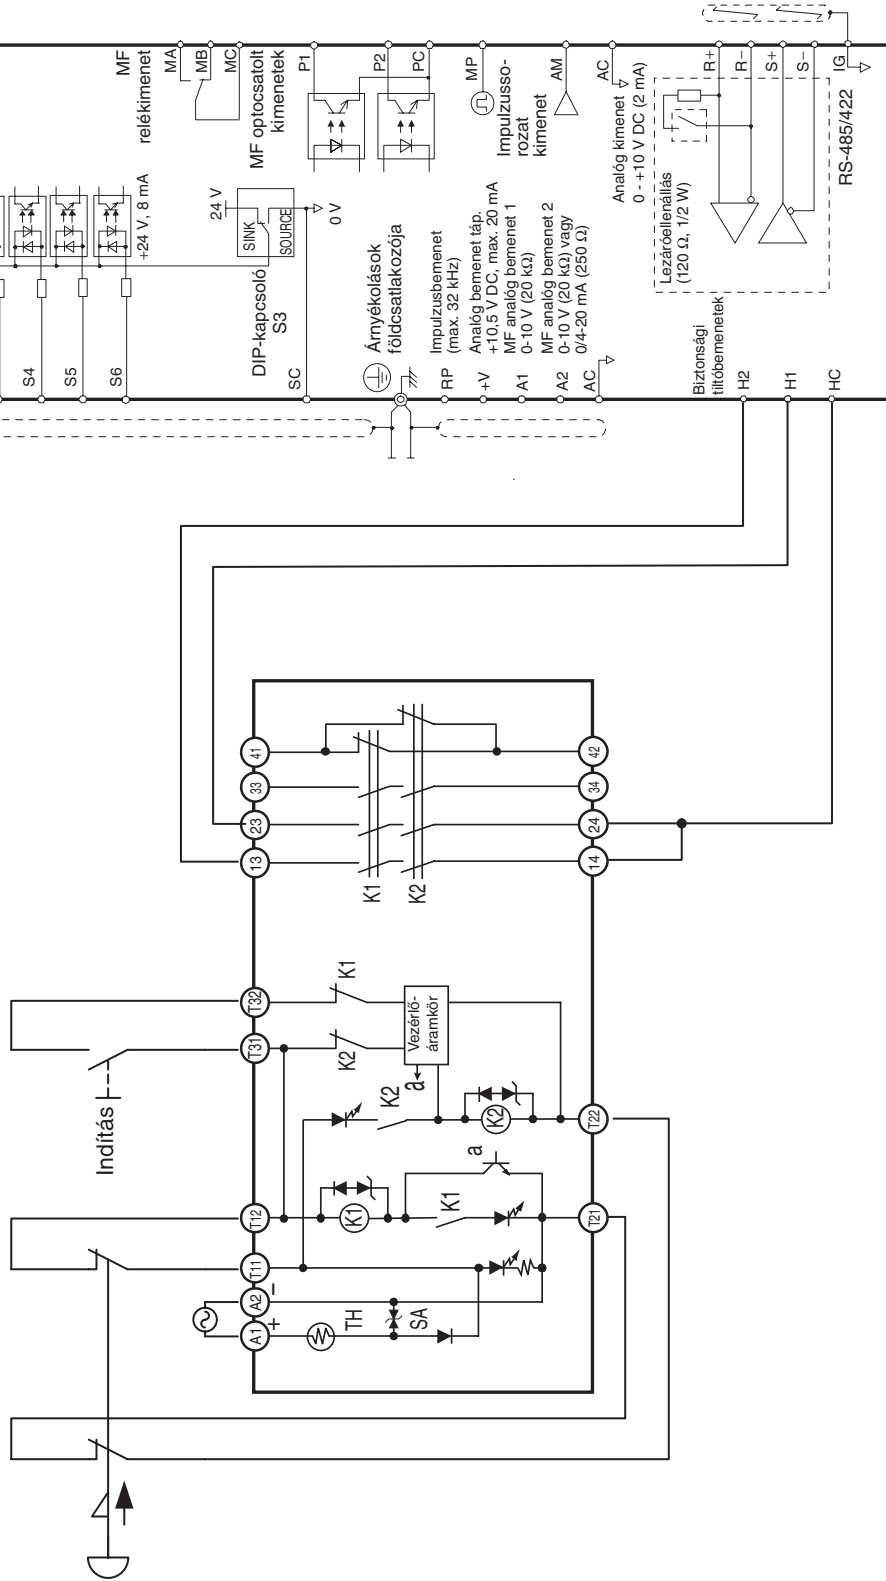 MF
relékimenet
MA
MB
MC
MF optocsatolt
kimenetek
P1
P2
PC
MP
Impulzusso-
rozat
kimenet
AM
AC
Analóg kimenet
0 - +10 V DC (2 mA)
R+
R−
S+
S−
IG
RS-485/422
Lezáróellenállás
(120 Ω, 1/2 W)
+24 V, 8 mA
24 V
SINK
SOURCE
0 V
DIP-kapcsoló
S3
S4
S5
S6
SC
Árnyékolások
földcsatlakozója
Impulzusbemenet
(max. 32 kHz)
RP
Analóg bemenet táp.
+10,5 V DC, max. 20 mA
+V
MF analóg bemenet 1
0-10 V (20 kΩ)
A1
MF analóg bemenet 2
0-10 V (20 kΩ) vagy
0/4-20 mA (250 Ω)
A2
AC
Biztonsági
tiltóbemenetek
H2
H1
HC
41
33
23
13
42
34
24
14
K1
K2
T32
T31
K1
K2
Vezérlő-
áramkör
a
K2
K2
T22
Indítás
T12
T11
A2
A1
−
+
K1
K1
a
T21
TH
SA